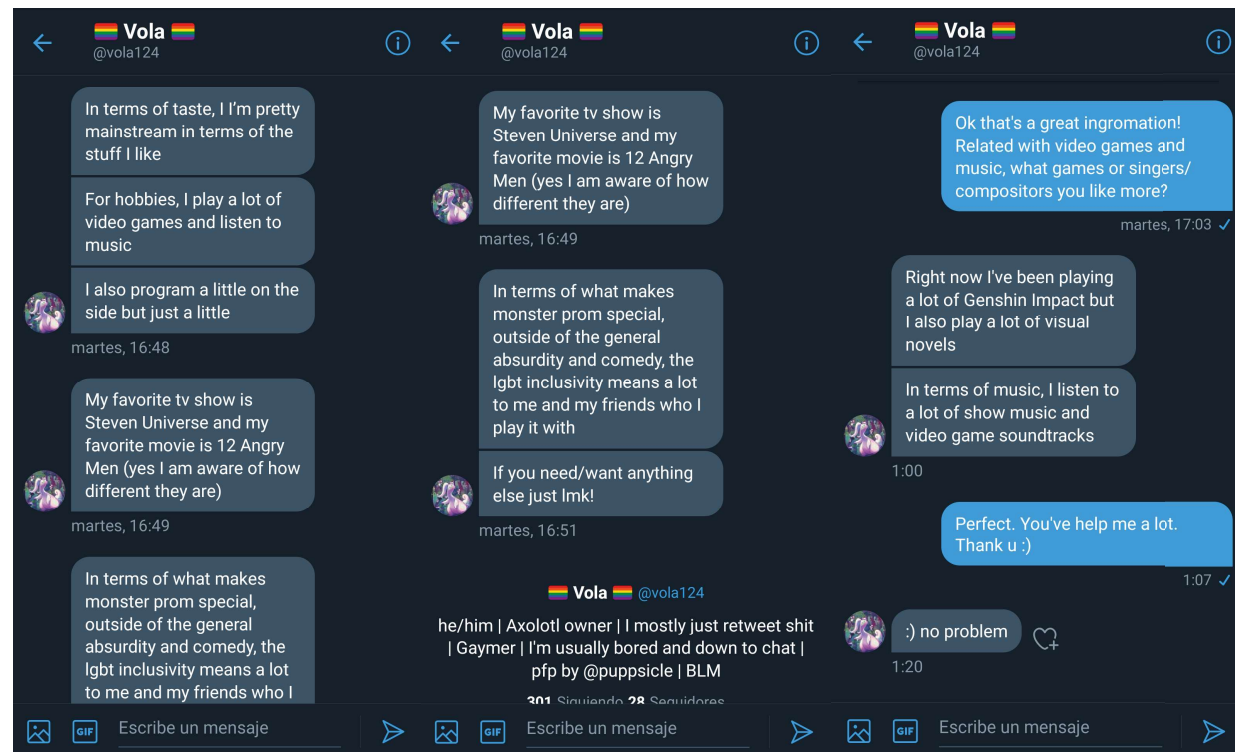 Vola
@vola124
In terms of taste, I I'm pretty
mainstream in terms of the
stuff I like
For hobbies, I play a lot of
video games and listen to
music
I also program a little on the
side but just a little
martes, 16:48
My favorite tv show is
Steven Universe and my
favorite movie is 12 Angry
Men (yes I am aware of how
different they are)
martes, 16:49
In terms of what makes
monster prom special,
outside of the general
absurdity and comedy, the
lgbt inclusivity means a lot
to me and my friends who I
GIF
Escribe un mensaje
Vola
@vola124
My favorite tv show is
Steven Universe and my
favorite movie is 12 Angry
Men (yes I am aware of how
different they are)
martes, 16:49
In terms of what makes
monster prom special,
outside of the general
absurdity and comedy, the
lgbt inclusivity means a lot
to me and my friends who I
play it with
If you need/want anything
else just lmk!
martes, 16:51
Vola @vola124
he/him | Axolotl owner | I mostly just retweet shit
| Gaymer | I'm usually bored and down to chat |
pfp by @puppsicle | BLM
301 Siguiendo 28 Seguidores
GIF
Escribe un mensaje
Vola
@vola124
Ok that's a great ingromation!
Related with video games and
music, what games or singers/
compositors you like more?
martes, 17:03
Right now I've been playing
a lot of Genshin Impact but
I also play a lot of visual
novels
In terms of music, I listen to
a lot of show music and
video game soundtracks
1:00
Perfect. You've help me a lot.
Thank u :)
1:07
:) no problem
1:20
GIF
Escribe un mensaje